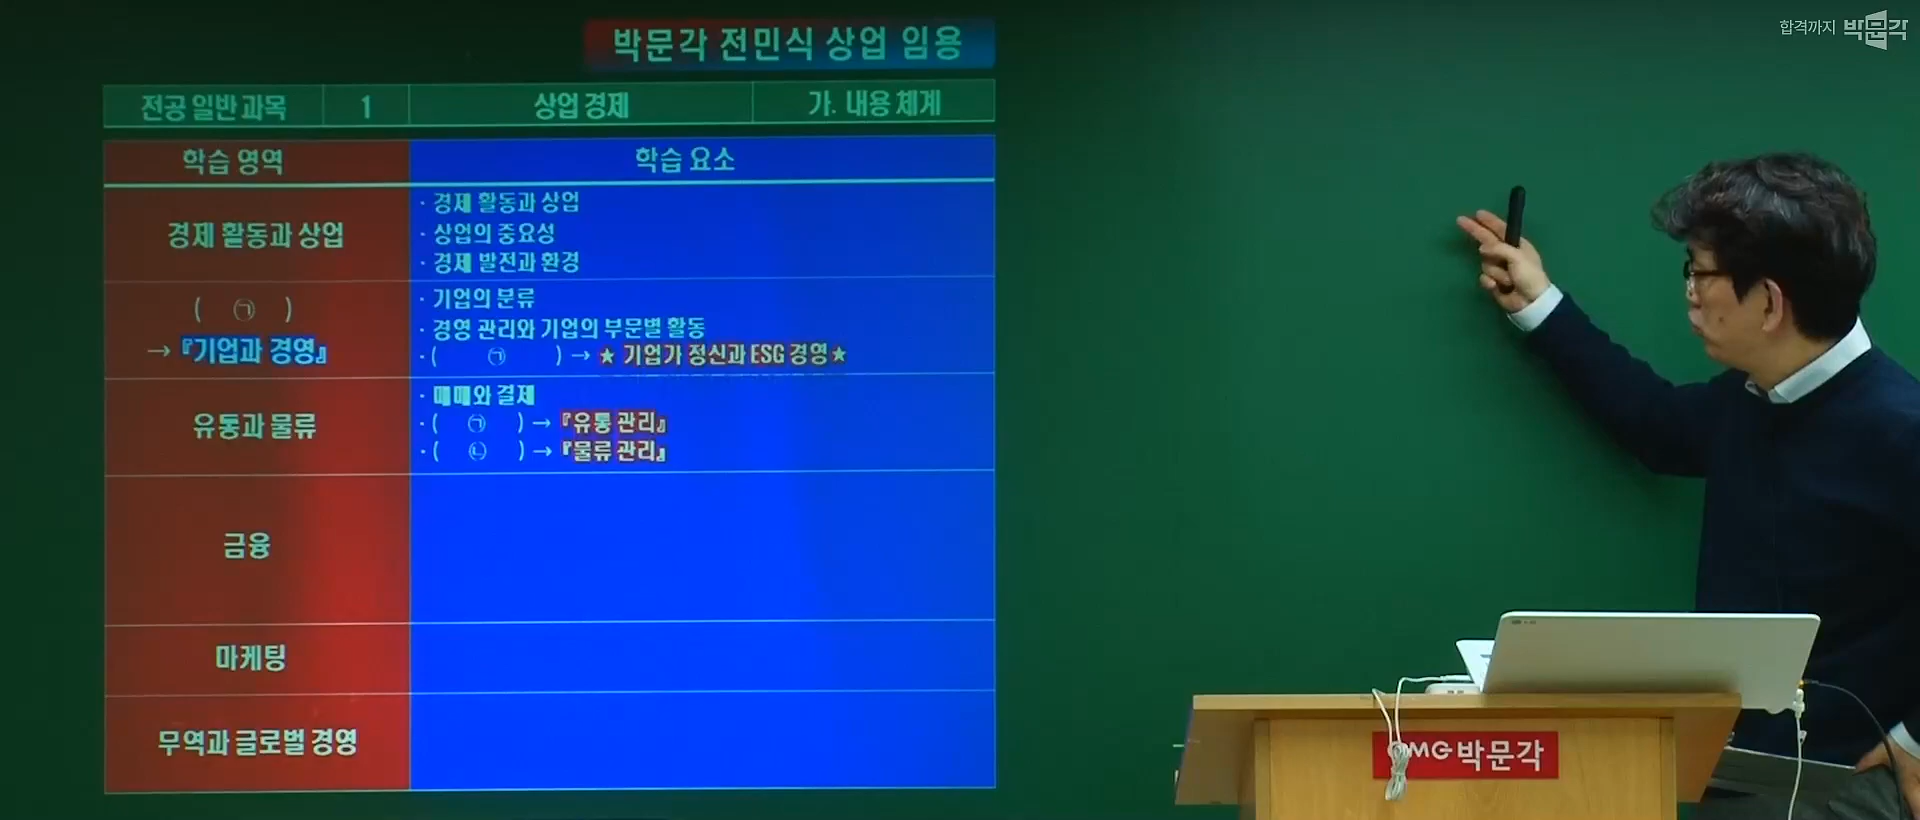 합격까지 박문각
박문각 전민식 상업 임용
전공 일반 과목 1 상업 경제 가. 내용 체계
학습 영역 학습 요소
경제 활동과 상업
· 경제 활동과 상업
· 상업의 중요성
· 경제 발전과 환경
( ㉠ )
→ 『기업과 경영』
· 기업의 분류
· 경영 관리와 기업의 부문별 활동
· ( ㉠ ) → ★ 기업가 정신과 ESG 경영★
유통과 물류
· 매매와 결제
· ( ㉠ ) → 『유통 관리』
· ( ㉡ ) → 『물류 관리』
금융
마케팅
무역과 글로벌 경영
PMG 박문각